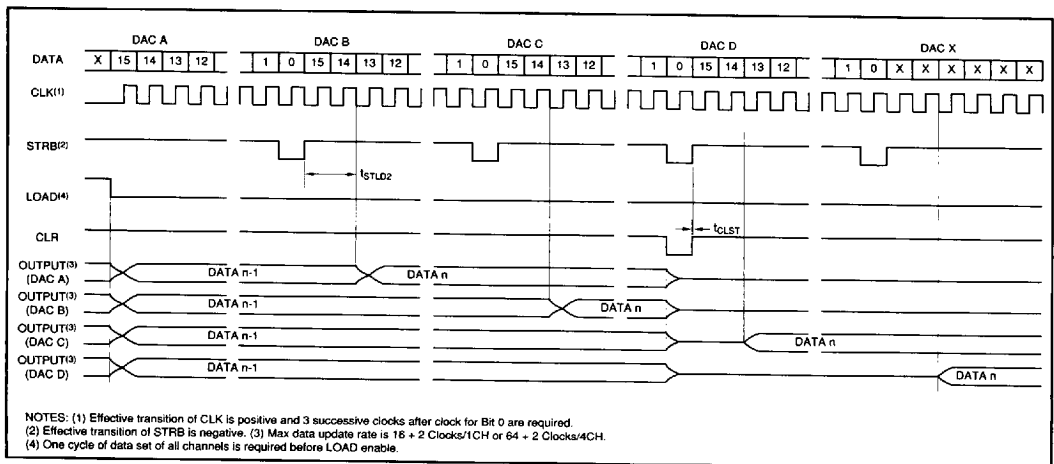 DAC A DAC B DAC C DAC D DAC X
DATA X 15 14 13 12 1 0 15 14 13 12 1 0 15 14 13 12 1 0 15 14 13 12 1 0 X X X X X X
CLK(1)
STRB(2)
tSTLD2
LOAD(4)
CLR
tCLST
OUTPUT(3)
(DAC A)
DATA n-1 DATA n
OUTPUT(3)
(DAC B)
DATA n-1 DATA n
OUTPUT(3)
(DAC C)
DATA n-1 DATA n
OUTPUT(3)
(DAC D)
DATA n-1 DATA n
NOTES: (1) Effective transition of CLK is positive and 3 successive clocks after clock for Bit 0 are required.
(2) Effective transition of STRB is negative. (3) Max data update rate is 16 + 2 Clocks/1CH or 64 + 2 Clocks/4CH.
(4) One cycle of data set of all channels is required before LOAD enable.